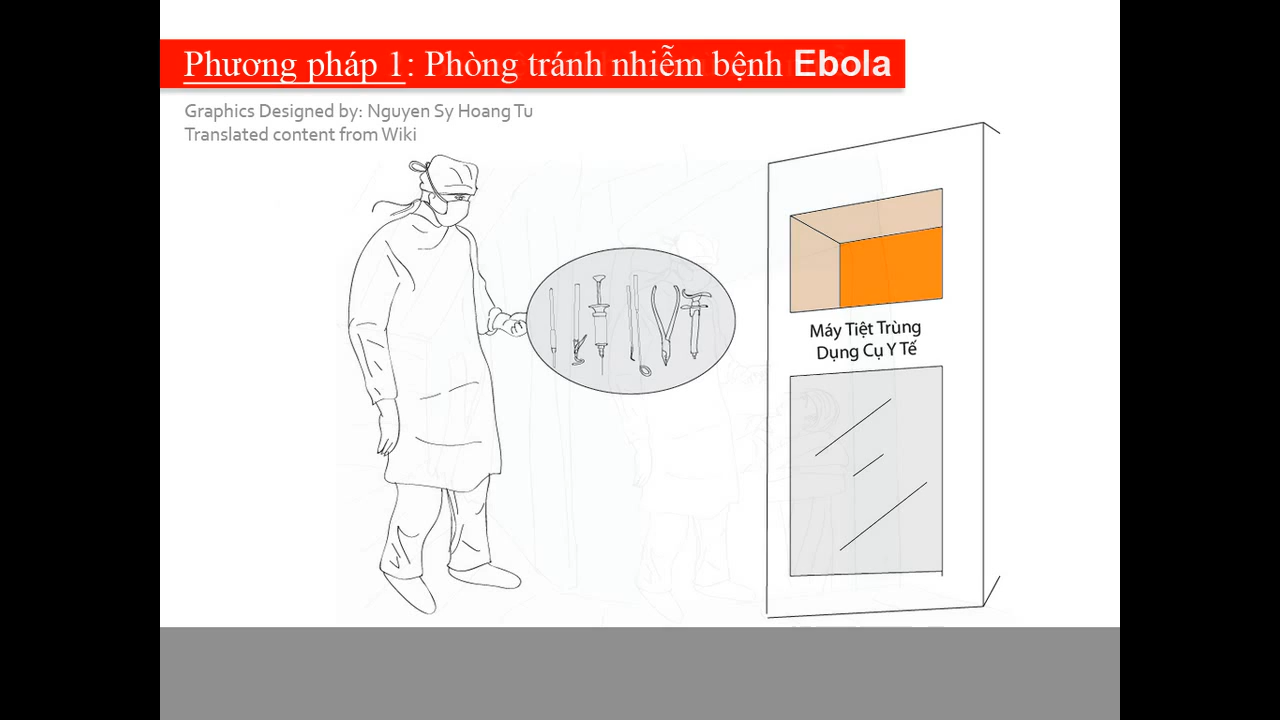 Phương pháp 1: Phòng tránh nhiễm bệnh Ebola
Graphics Designed by: Nguyen Sy Hoang Tu
Translated content from Wiki
Máy Tiệt Trùng
Dụng Cụ Y Tế